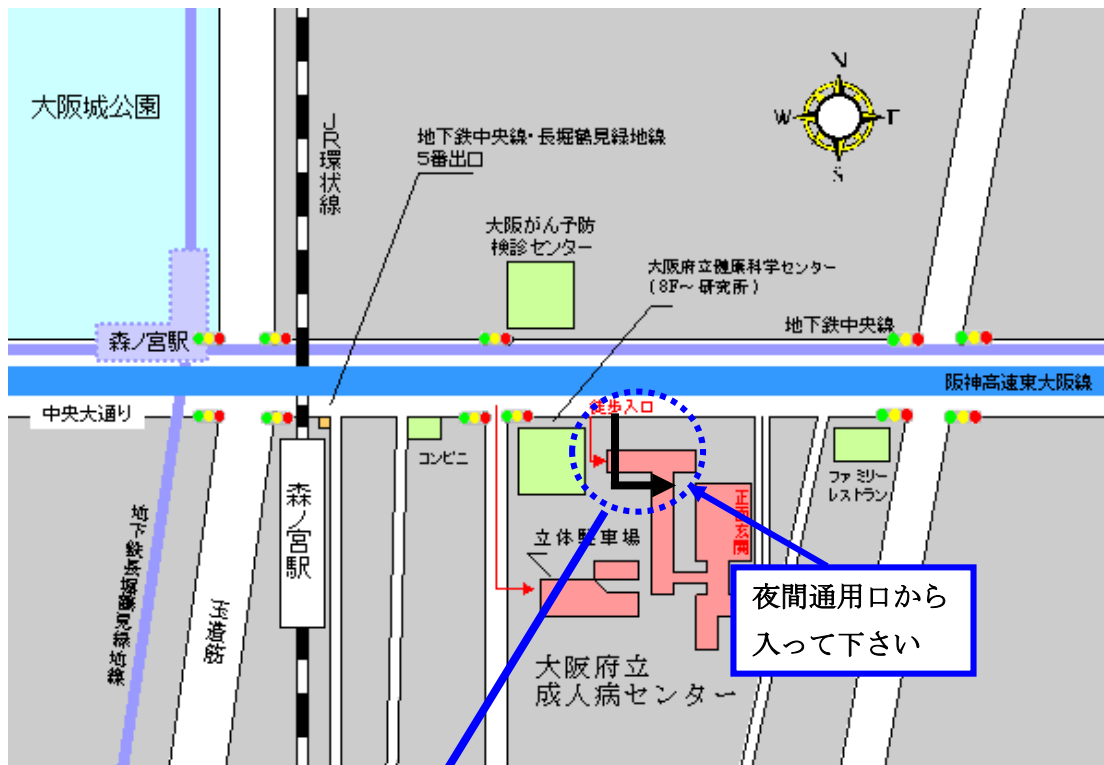 大阪城公園
JR環状線
地下鉄中央線・長堀鶴見緑地線
5番出口
N
W
E
S
大阪がん予防
検診センター
大阪府立健康科学センター
(8F～研究所)
森ノ宮駅
地下鉄中央線
阪神高速東大阪線
中央大通り
徒歩入口
コンビニ
ファミリー
レストラン
森ノ宮駅
正面玄関
立体駐車場
地下鉄長堀鶴見緑地線
玉造筋
夜間通用口から
入って下さい
大阪府立
成人病センター